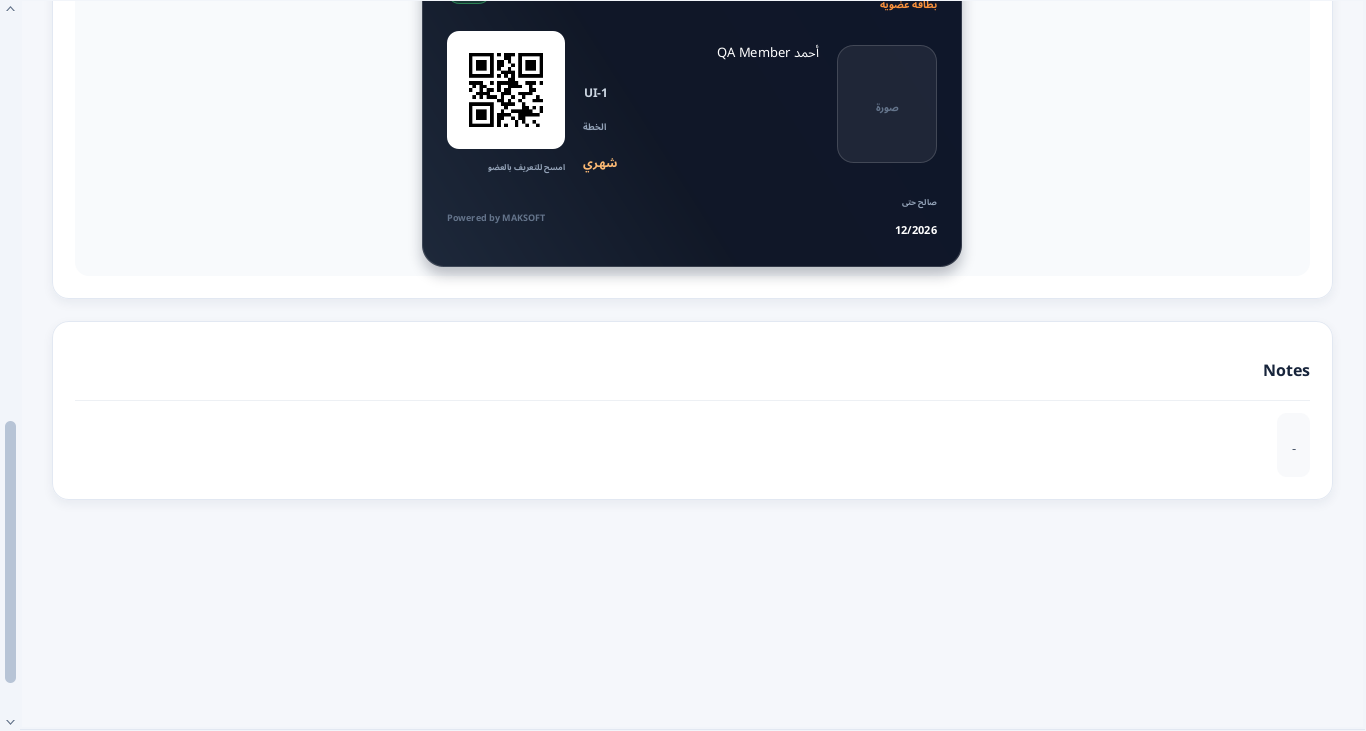 بطاقة عضوية
أحمد QA Member
صورة
UI-1
الخطة
شهري
امسح للتعريف بالعضو
صالح حتى
12/2026
Powered by MAKSOFT
Notes
-